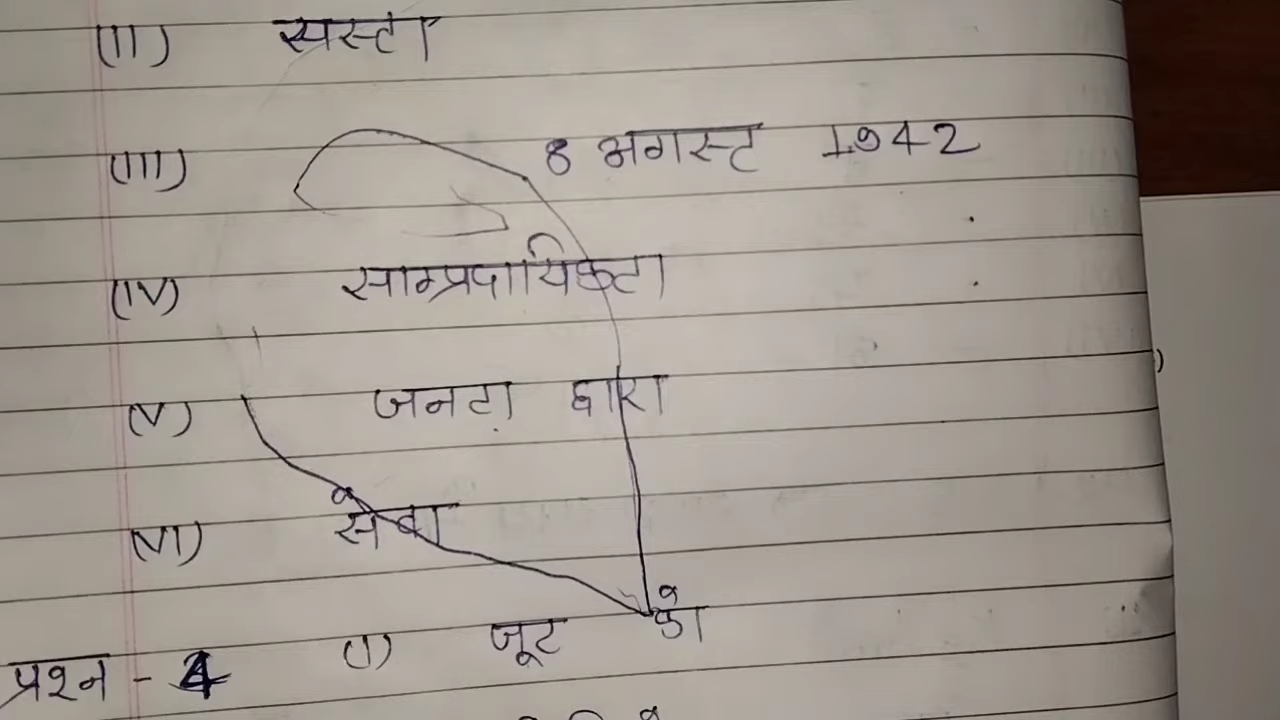 (II) सस्ता
(III) 8 अगस्ट 1942
(IV) साम्प्रदायिकता
(V) जनता द्वारा
(VI) सेवा
प्रश्न - 4 (I) जूट को